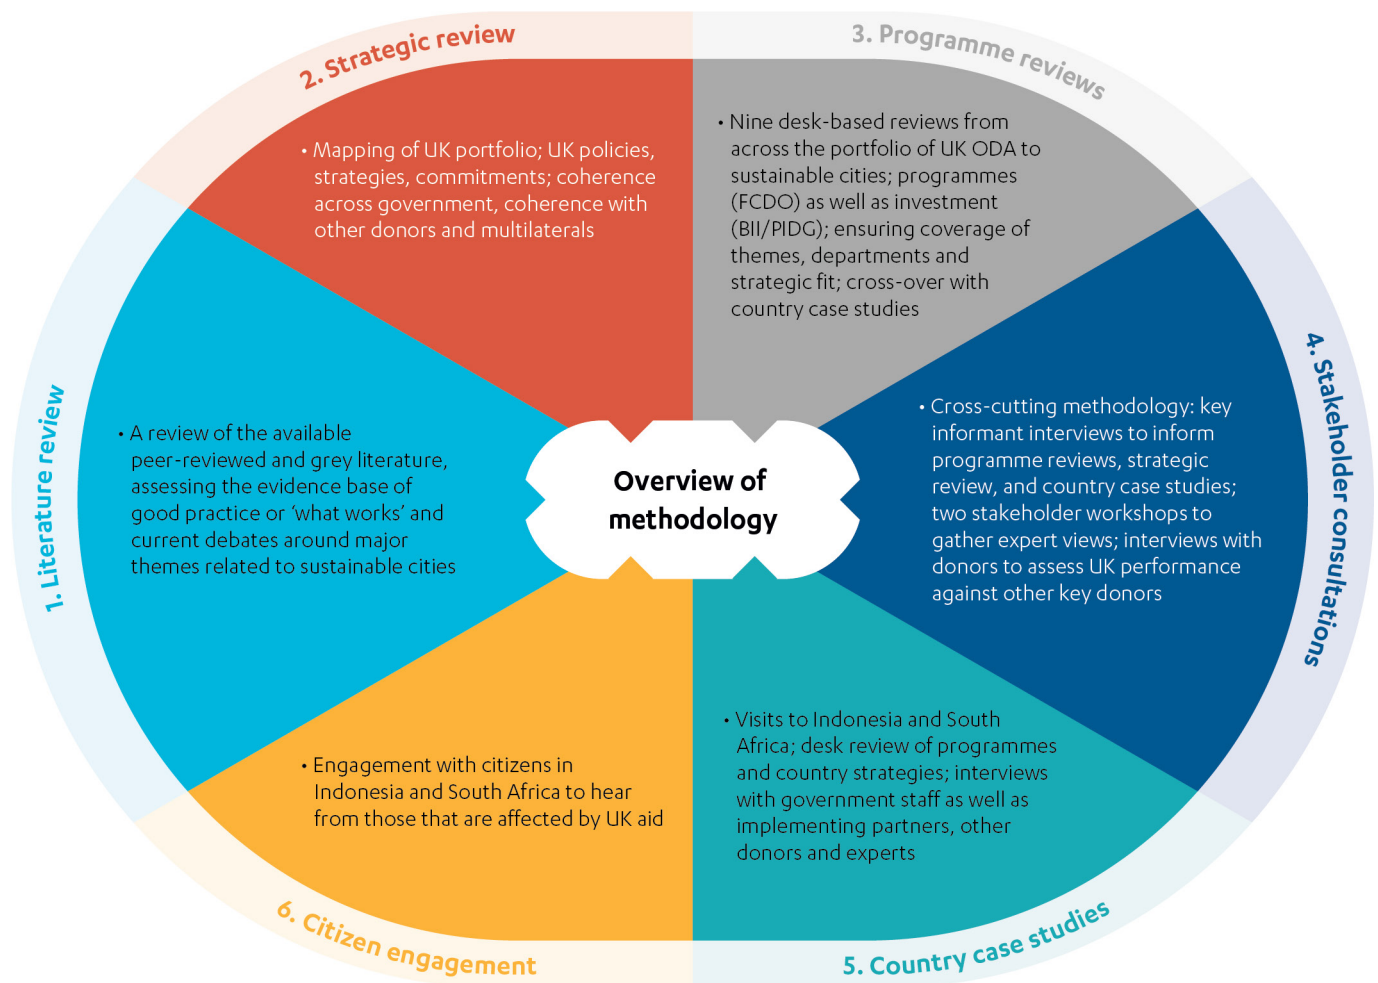 Overview of
methodology
1. Literature review
• A review of the available
peer-reviewed and grey literature,
assessing the evidence base of
good practice or ‘what works’ and
current debates around major
themes related to sustainable cities
2. Strategic review
• Mapping of UK portfolio; UK policies,
strategies, commitments; coherence
across government, coherence with
other donors and multilaterals
3. Programme reviews
• Nine desk-based reviews from
across the portfolio of UK ODA to
sustainable cities; programmes
(FCDO) as well as investment
(BII/PIDG); ensuring coverage of
themes, departments and
strategic fit; cross-over with
country case studies
4. Stakeholder consultations
• Cross-cutting methodology: key
informant interviews to inform
programme reviews, strategic
review, and country case studies;
two stakeholder workshops to
gather expert views; interviews with
donors to assess UK performance
against other key donors
5. Country case studies
• Visits to Indonesia and South
Africa; desk review of programmes
and country strategies; interviews
with government staff as well as
implementing partners, other
donors and experts
6. Citizen engagement
• Engagement with citizens in
Indonesia and South Africa to hear
from those that are affected by UK aid